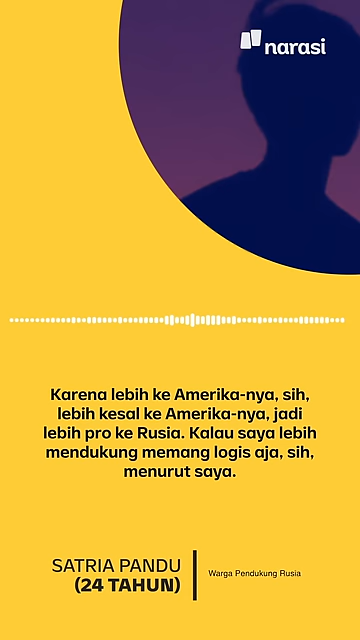 narasi
Karena lebih ke Amerika-nya, sih,
lebih kesal ke Amerika-nya, jadi
lebih pro ke Rusia. Kalau saya lebih
mendukung memang logis aja, sih,
menurut saya.
SATRIA PANDU
(24 TAHUN)
Warga Pendukung Rusia